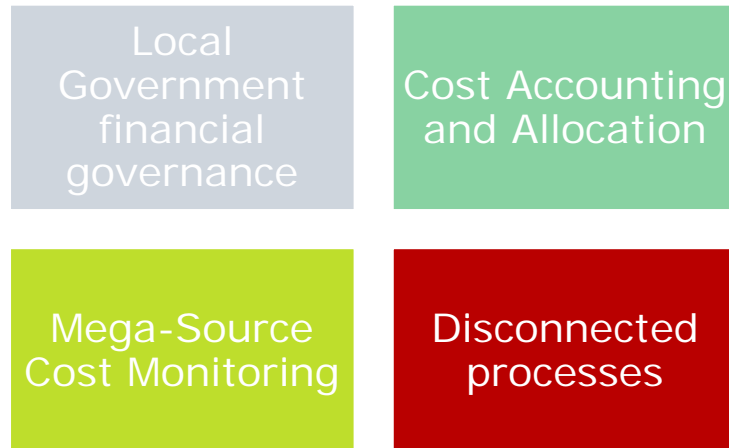 Local
Government
financial
governance
Cost Accounting
and Allocation
Mega-Source
Cost Monitoring
Disconnected
processes